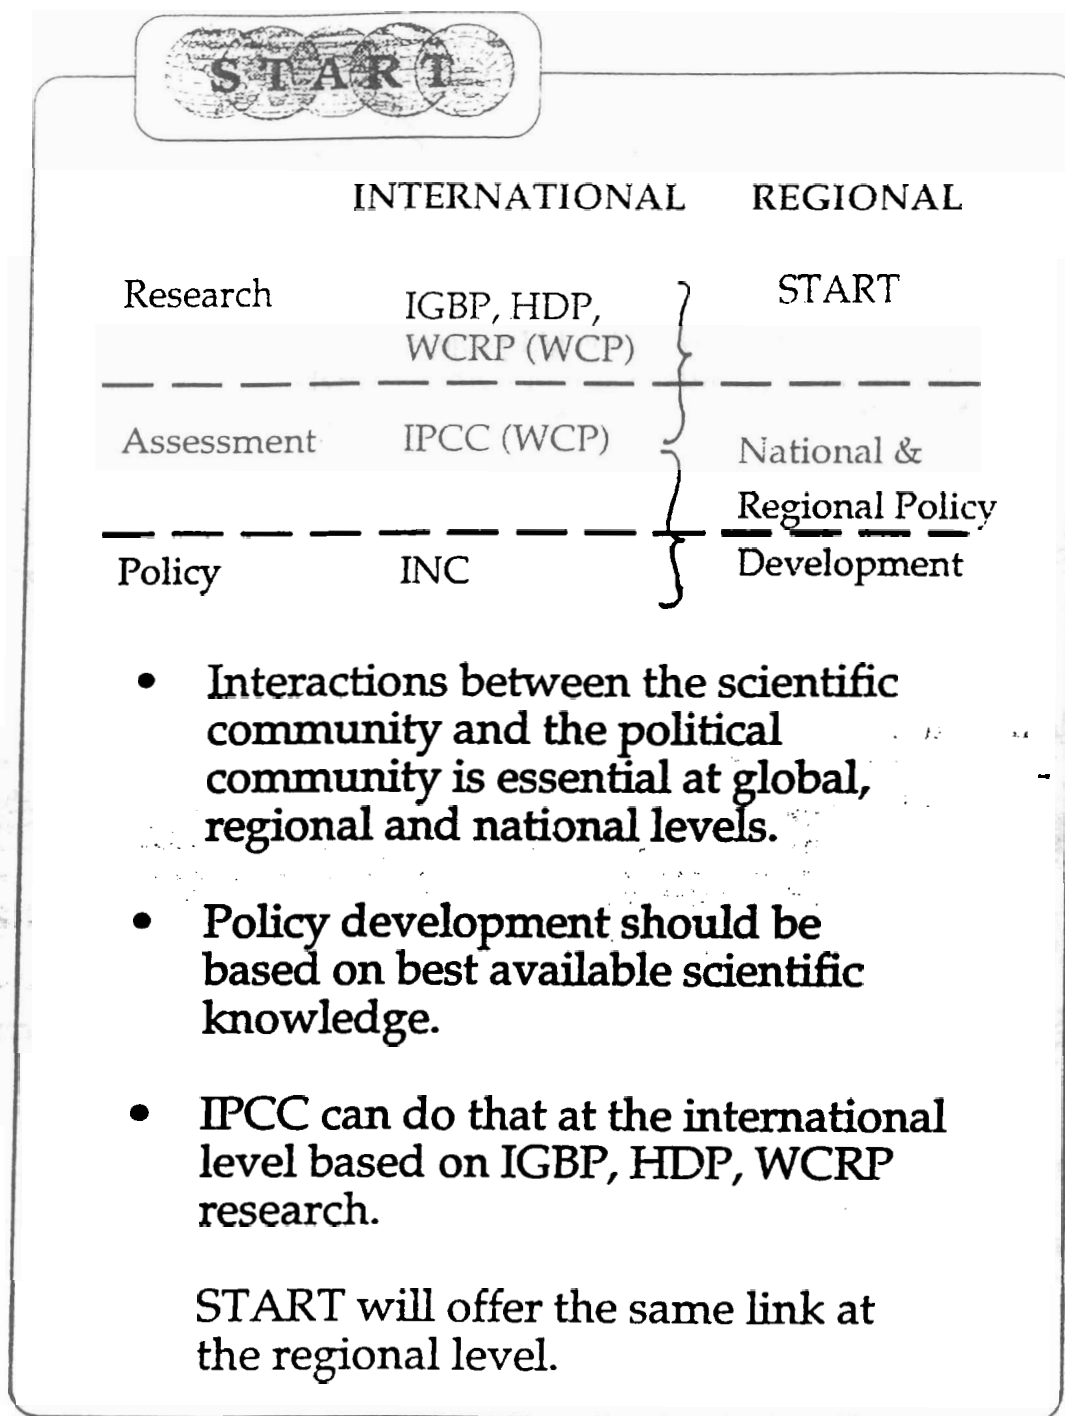 START
INTERNATIONAL REGIONAL
Research IGBP, HDP, START
WCRP (WCP)
Assessment IPCC (WCP) National &
Regional Policy
Policy INC Development
• Interactions between the scientific
community and the political
community is essential at global,
regional and national levels.
• Policy development should be
based on best available scientific
knowledge.
• IPCC can do that at the international
level based on IGBP, HDP, WCRP
research.
START will offer the same link at
the regional level.